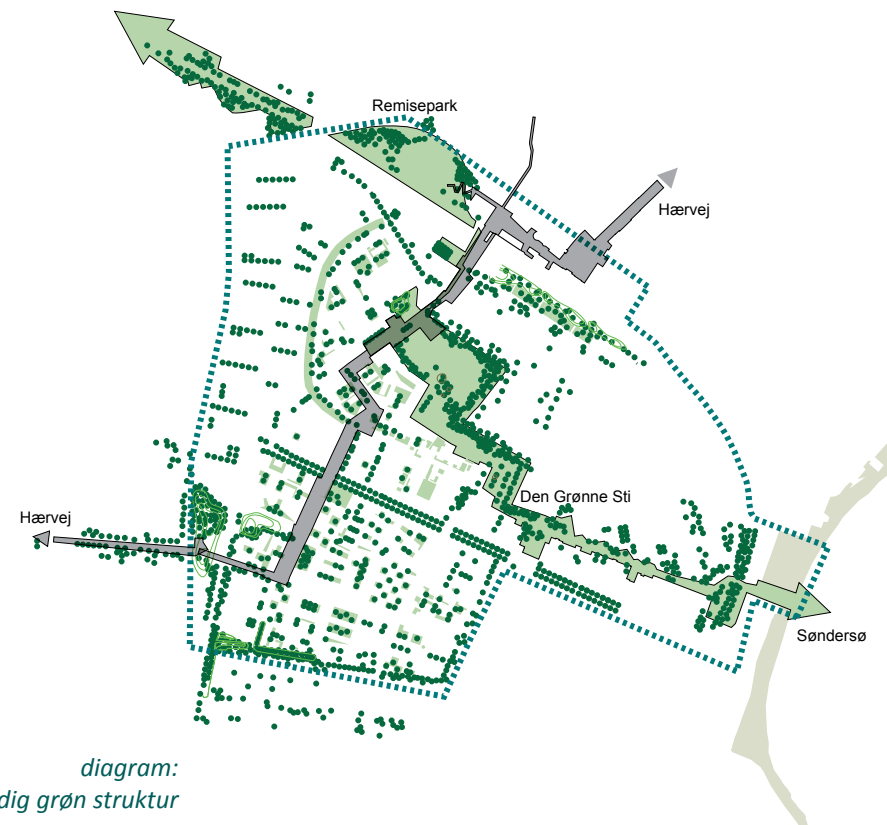 Remisepark
Hærvej
Den Grønne Sti
Hærvej
Søndersø
diagram:
dig grøn struktur